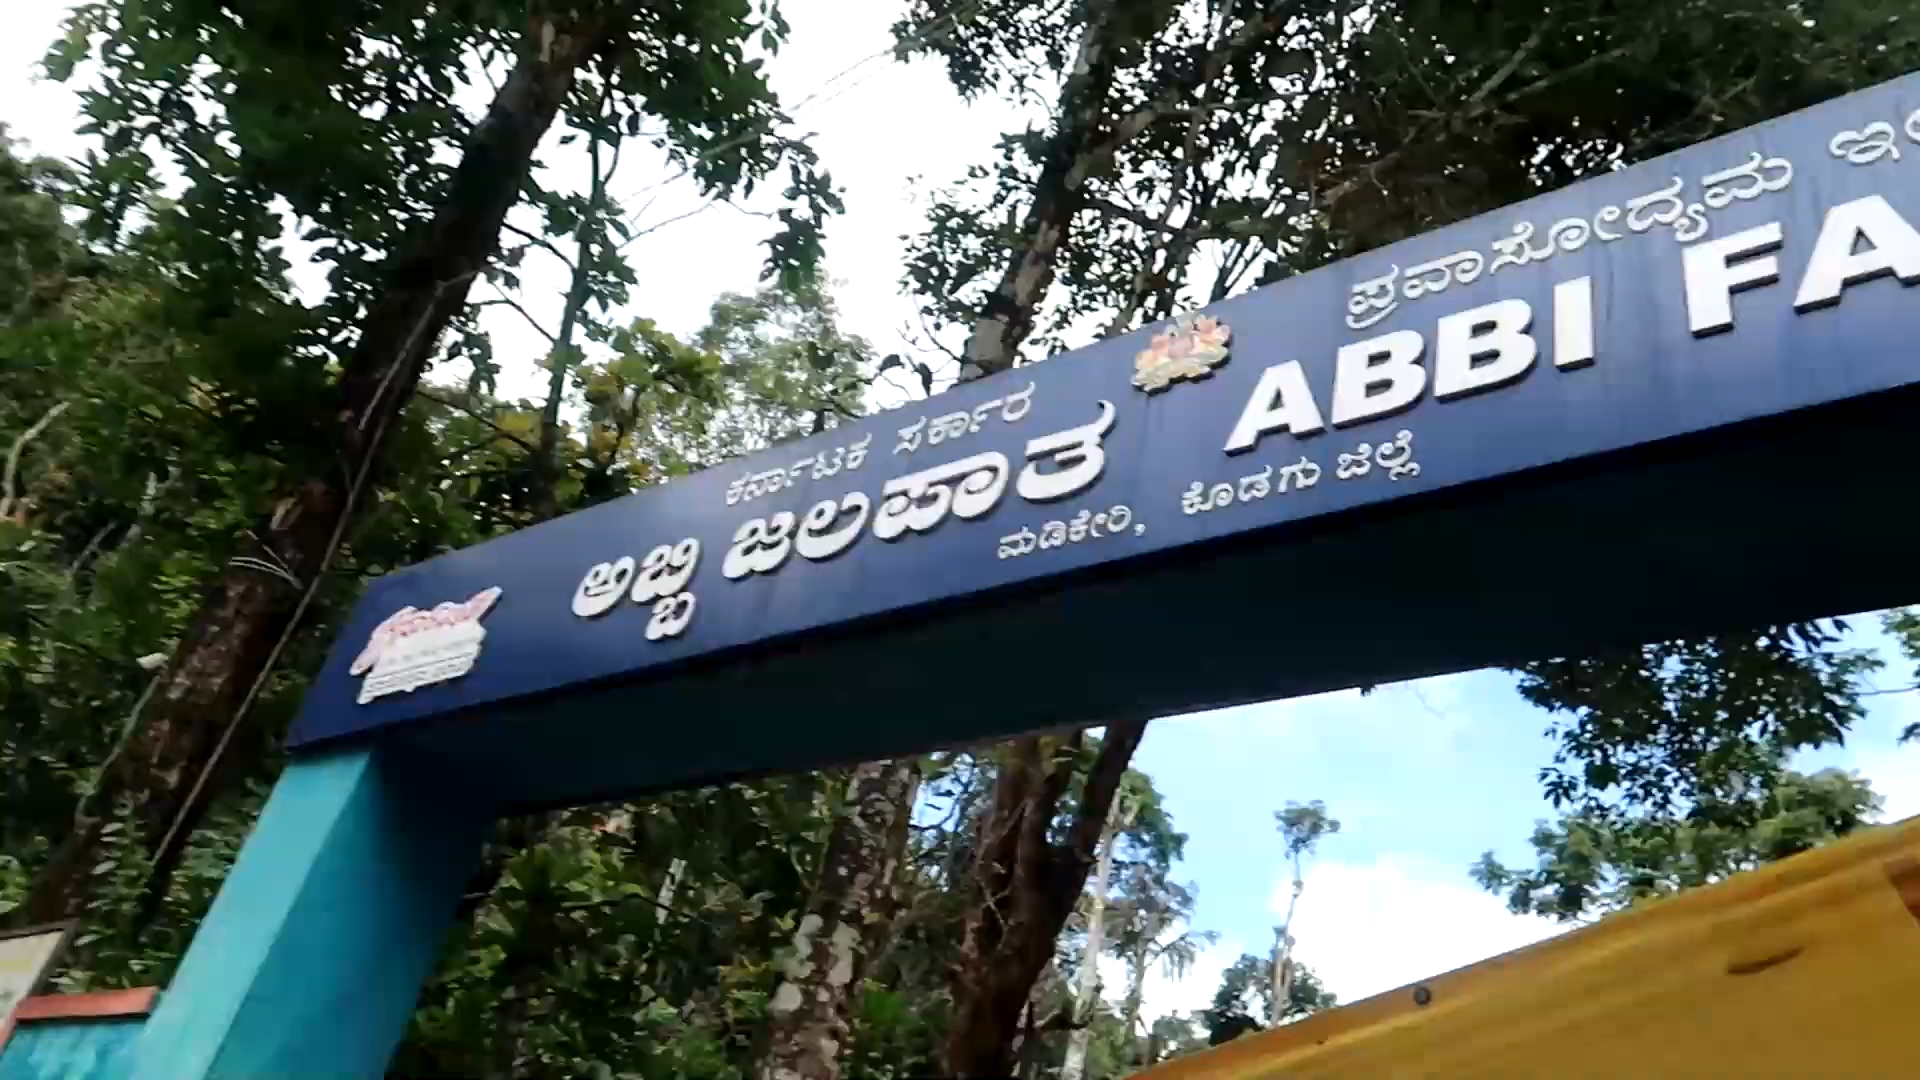 ಕರ್ನಾಟಕ ಸರ್ಕಾರ
ಪ್ರವಾಸೋದ್ಯಮ
ಅಬ್ಬಿ ಜಲಪಾತ ABBI FA
ಮಡಿಕೇರಿ, ಕೊಡಗು ಜಿಲ್ಲೆ